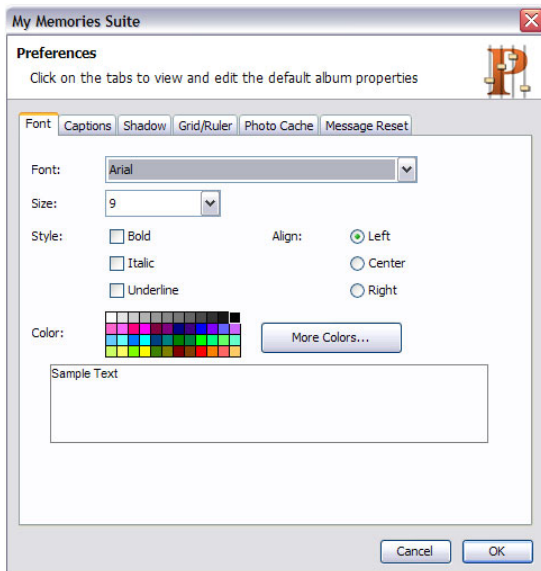 My Memories Suite
Preferences
Click on the tabs to view and edit the default album properties
Font Captions Shadow Grid/Ruler Photo Cache Message Reset
Font: Arial
Size: 9
Style: Bold Align: Left
Italic Center
Underline Right
Color: More Colors...
Sample Text
Cancel OK